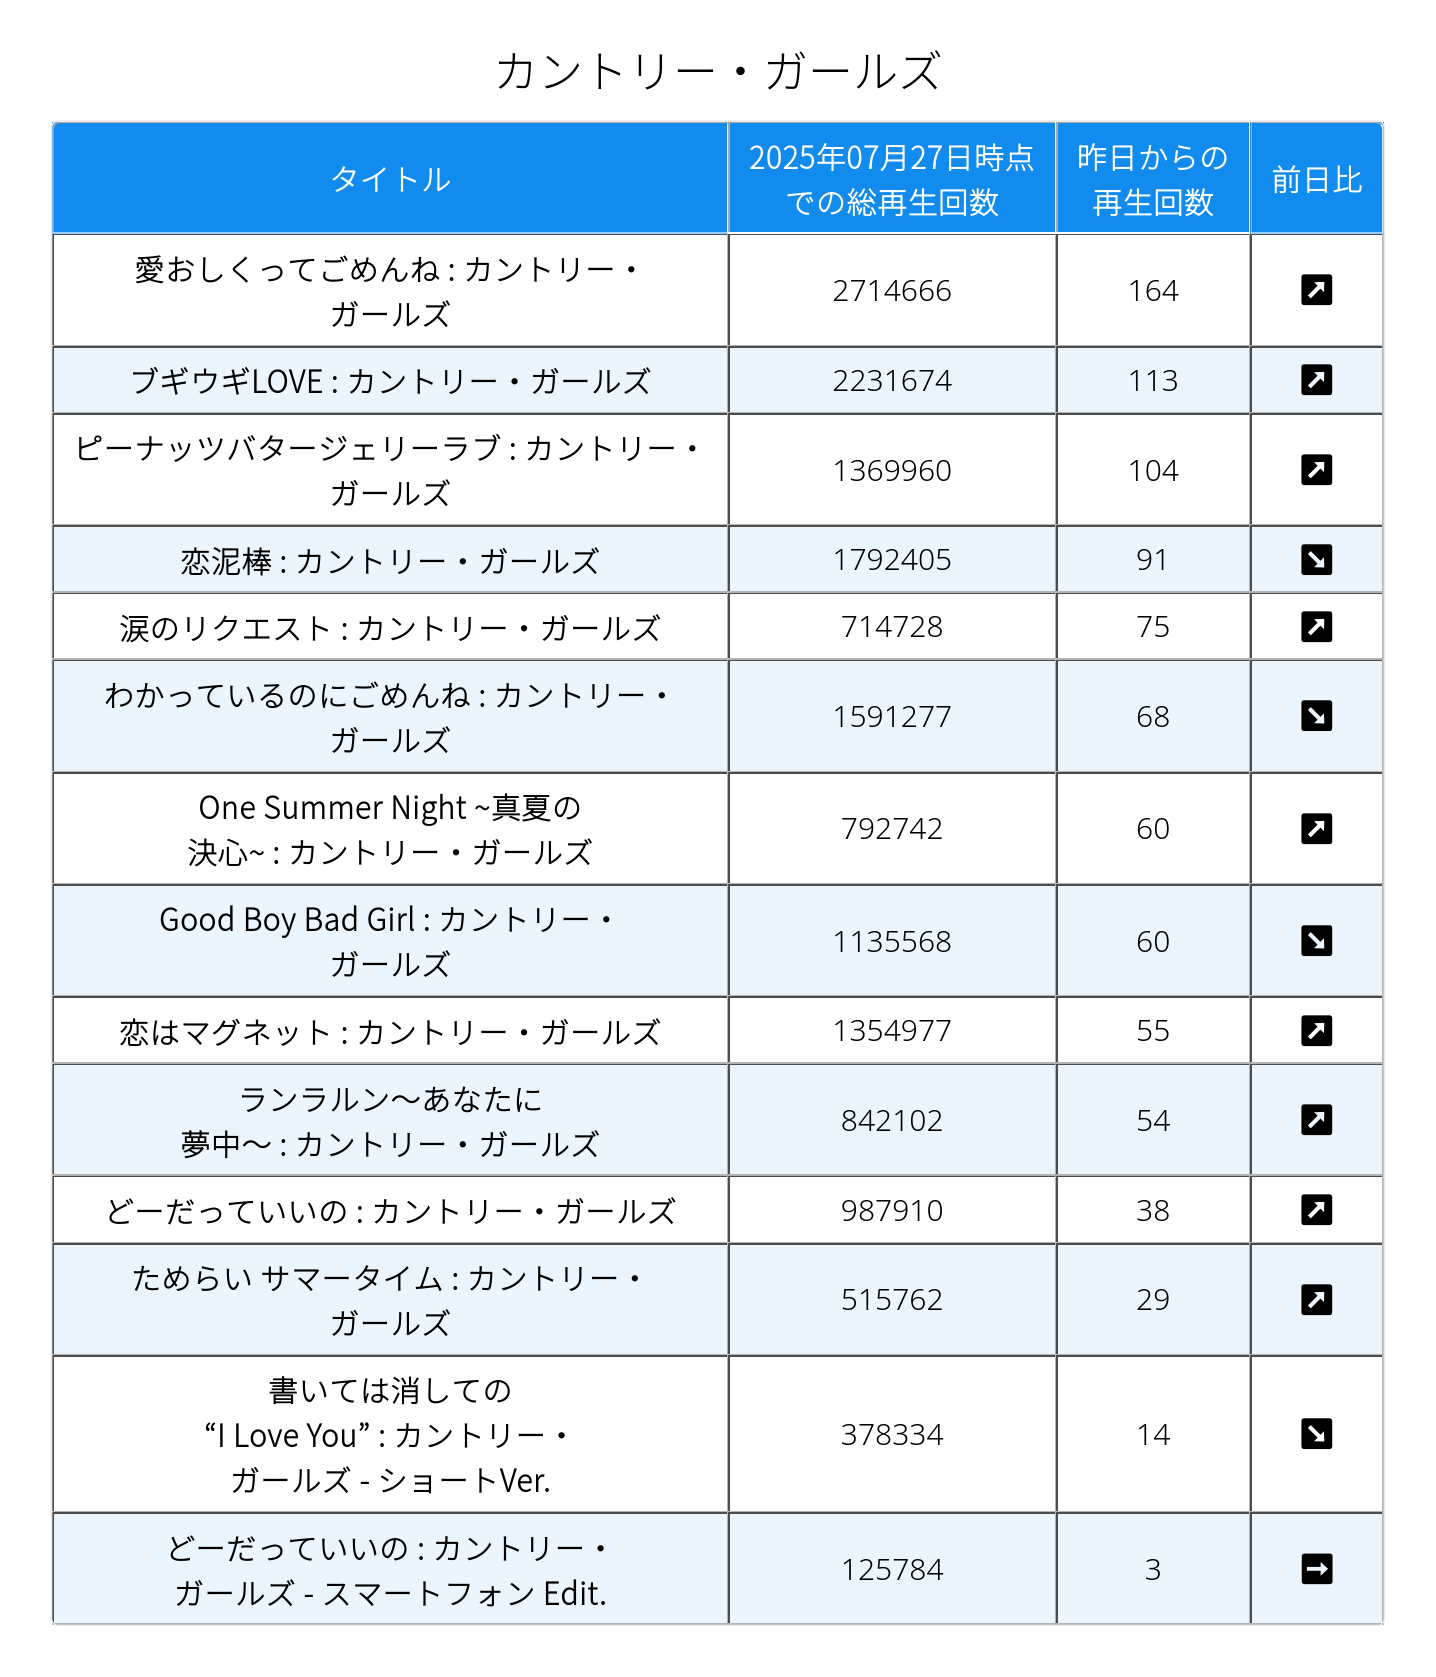 カントリー・ガールズ
タイトル
2025年07月27日時点
での総再生回数
昨日からの
再生回数
前日比
愛おしくってごめんね : カントリー・
ガールズ
2714666
164
↗
ブギウギLOVE : カントリー・ガールズ
2231674
113
↗
ピーナッツバタージェリーラブ : カントリー・
ガールズ
1369960
104
↗
恋泥棒 : カントリー・ガールズ
1792405
91
↘
涙のリクエスト : カントリー・ガールズ
714728
75
↗
わかっているのにごめんね : カントリー・
ガールズ
1591277
68
↘
One Summer Night ~真夏の
決心~ : カントリー・ガールズ
792742
60
↗
Good Boy Bad Girl : カントリー・
ガールズ
1135568
60
↘
恋はマグネット : カントリー・ガールズ
1354977
55
↗
ランラルン～あなたに
夢中～ : カントリー・ガールズ
842102
54
↗
どーだっていいの : カントリー・ガールズ
987910
38
↗
ためらい サマータイム : カントリー・
ガールズ
515762
29
↗
書いては消しての
“I Love You” : カントリー・
ガールズ - ショートVer.
378334
14
↘
どーだっていいの : カントリー・
ガールズ - スマートフォン Edit.
125784
3
→